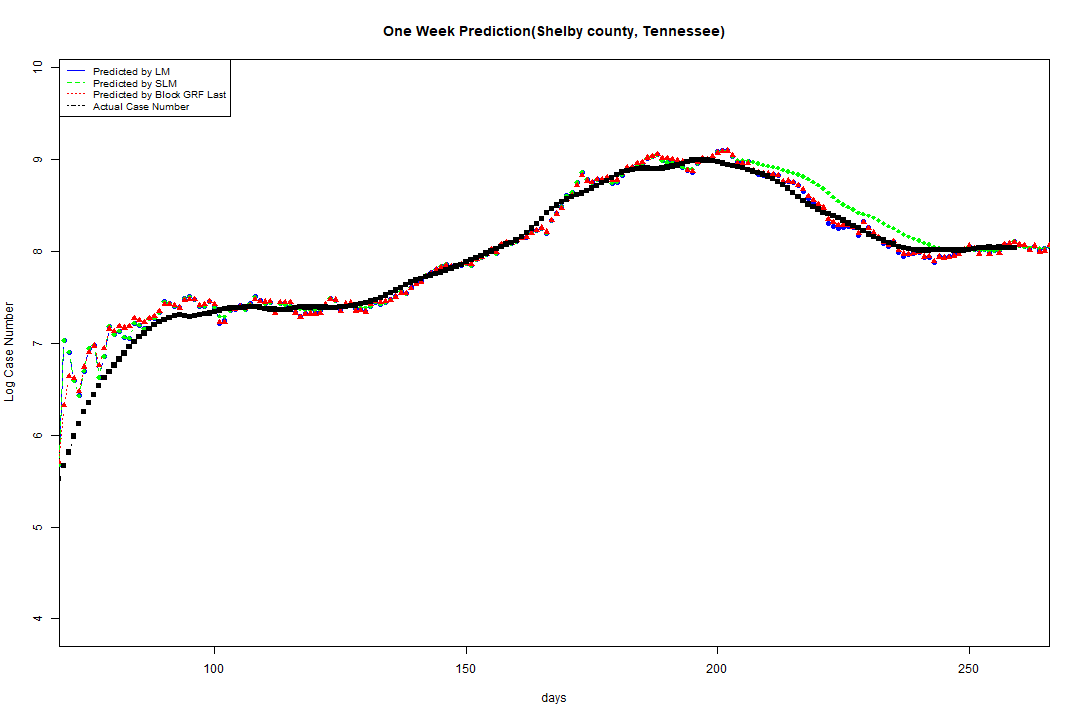 One Week Prediction(Shelby county, Tennessee)
Predicted by LM
Predicted by SLM
Predicted by Block GRF Last
Actual Case Number
10
9
8
7
6
5
4
Log Case Number
100 150 200 250
days